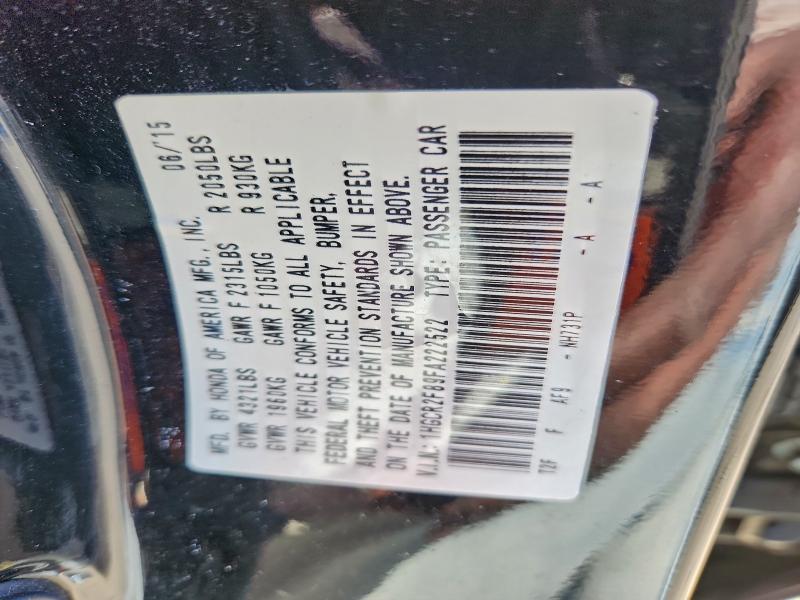 MFD. BY HONDA OF AMERICA MFG., INC. 06/'15
GVWR 4321LBS GAWR F 2315LBS R 2050LBS
GVWR 1960KG GAWR F 1050KG R 930KG
THIS VEHICLE CONFORMS TO ALL APPLICABLE
FEDERAL MOTOR VEHICLE SAFETY, BUMPER,
AND THEFT PREVENTION STANDARDS IN EFFECT
ON THE DATE OF MANUFACTURE SHOWN ABOVE.
V.I.N.: 1HGCR2F89FA222522 TYPE: PASSENGER CAR
T2F F AF9 - NH731P - A - A